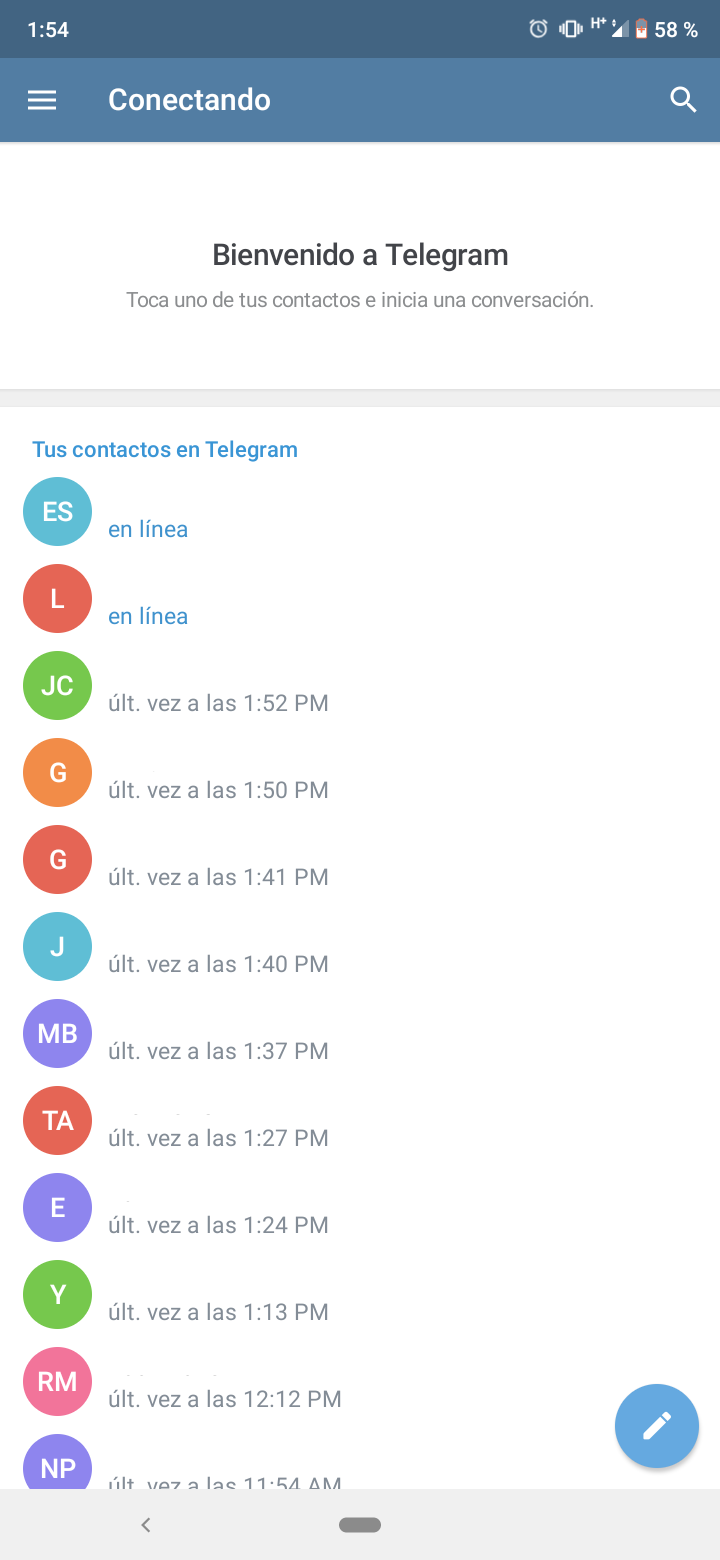 1:54 H+ 58 %
Conectando
Bienvenido a Telegram
Toca uno de tus contactos e inicia una conversación.
Tus contactos en Telegram
ES
en línea
L
en línea
JC
últ. vez a las 1:52 PM
G
últ. vez a las 1:50 PM
G
últ. vez a las 1:41 PM
J
últ. vez a las 1:40 PM
MB
últ. vez a las 1:37 PM
TA
últ. vez a las 1:27 PM
E
últ. vez a las 1:24 PM
Y
últ. vez a las 1:13 PM
RM
últ. vez a las 12:12 PM
NP
últ. vez a las 11:54 AM